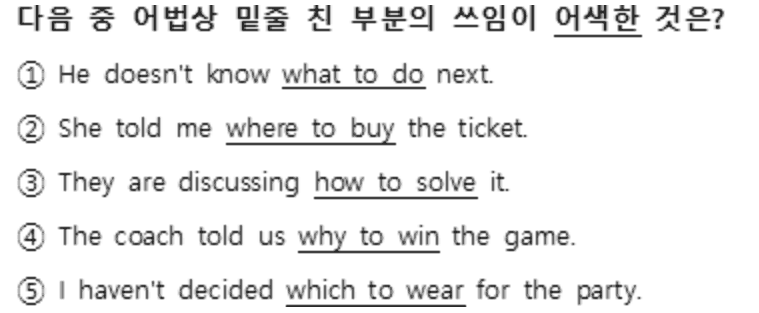 다음 중 어법상 밑줄 친 부분의 쓰임이 어색한 것은?
① He doesn't know what to do next.
② She told me where to buy the ticket.
③ They are discussing how to solve it.
④ The coach told us why to win the game.
⑤ I haven't decided which to wear for the party.